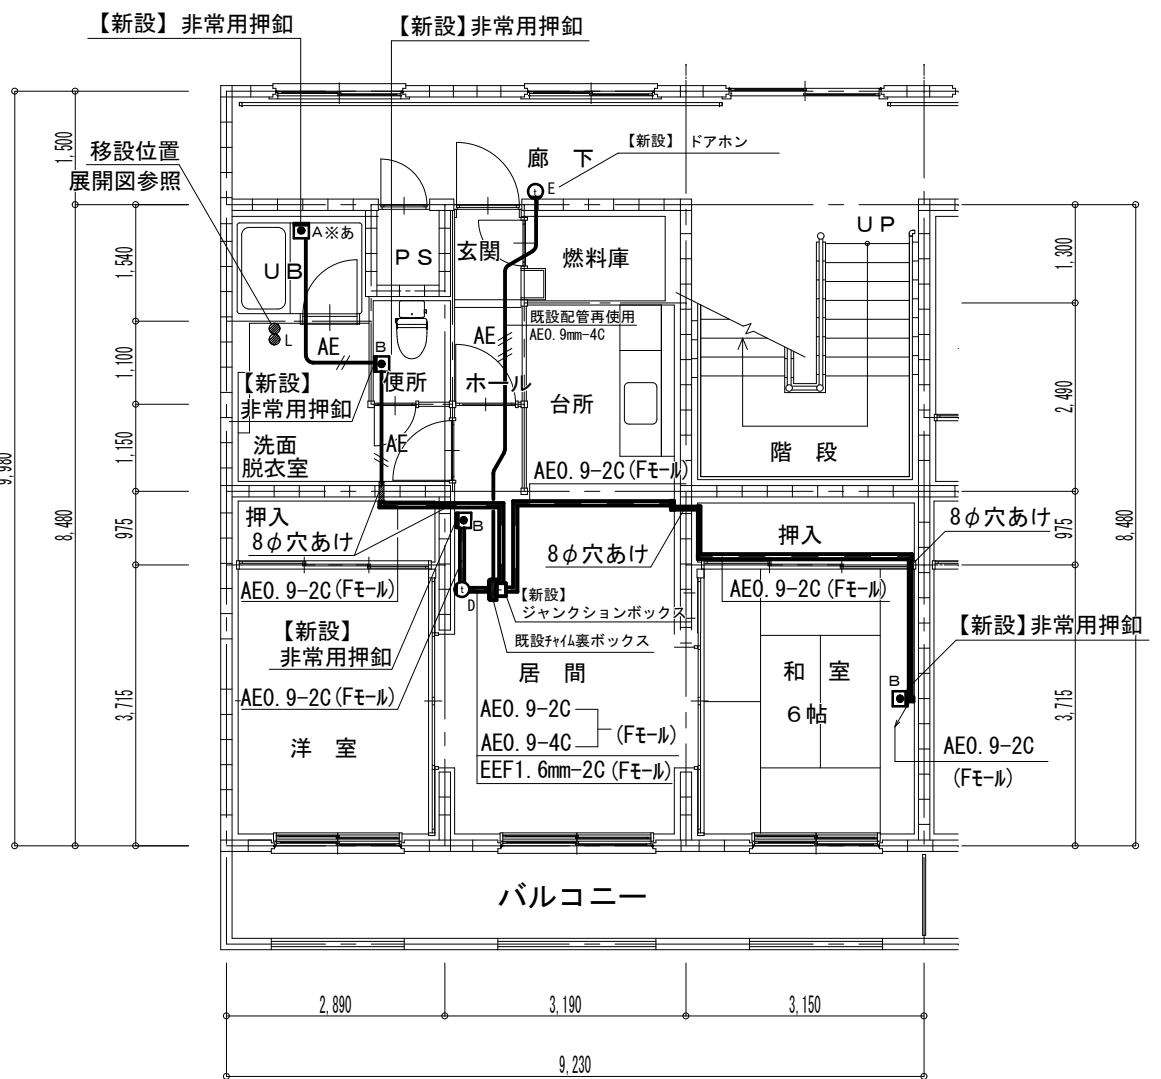 【新設】非常用押釦
【新設】非常用押釦
【新設】 ドアホン
廊 下
E
移設位置
展開図参照
1,500
A※あ
UB
PS
玄関
燃料庫
UP
1,540
1,300
既設配管再使用
AE0.9mm-4C
AE
L
AE
B
【新設】
非常用押釦
便所
ホール
台所
1,100
2,490
洗面
脱衣室
AE
1,150
AE0.9-2C(Fモール)
階 段
9,980
8,480
押入
8φ穴あけ
B
8φ穴あけ
押入
8φ穴あけ
975
975
8,480
AE0.9-2C(Fモール)
D
【新設】
ジャンクションボックス
AE0.9-2C(Fモール)
【新設】
非常用押釦
既設チャイム裏ボックス
【新設】非常用押釦
居 間
和 室
6帖
B
AE0.9-2C(Fモール)
3,715
3,715
AE0.9-2C
AE0.9-4C
(Fモール)
EEF1.6mm-2C(Fモール)
洋 室
AE0.9-2C
(Fモール)
バルコニー
2,890
3,190
3,150
9,230